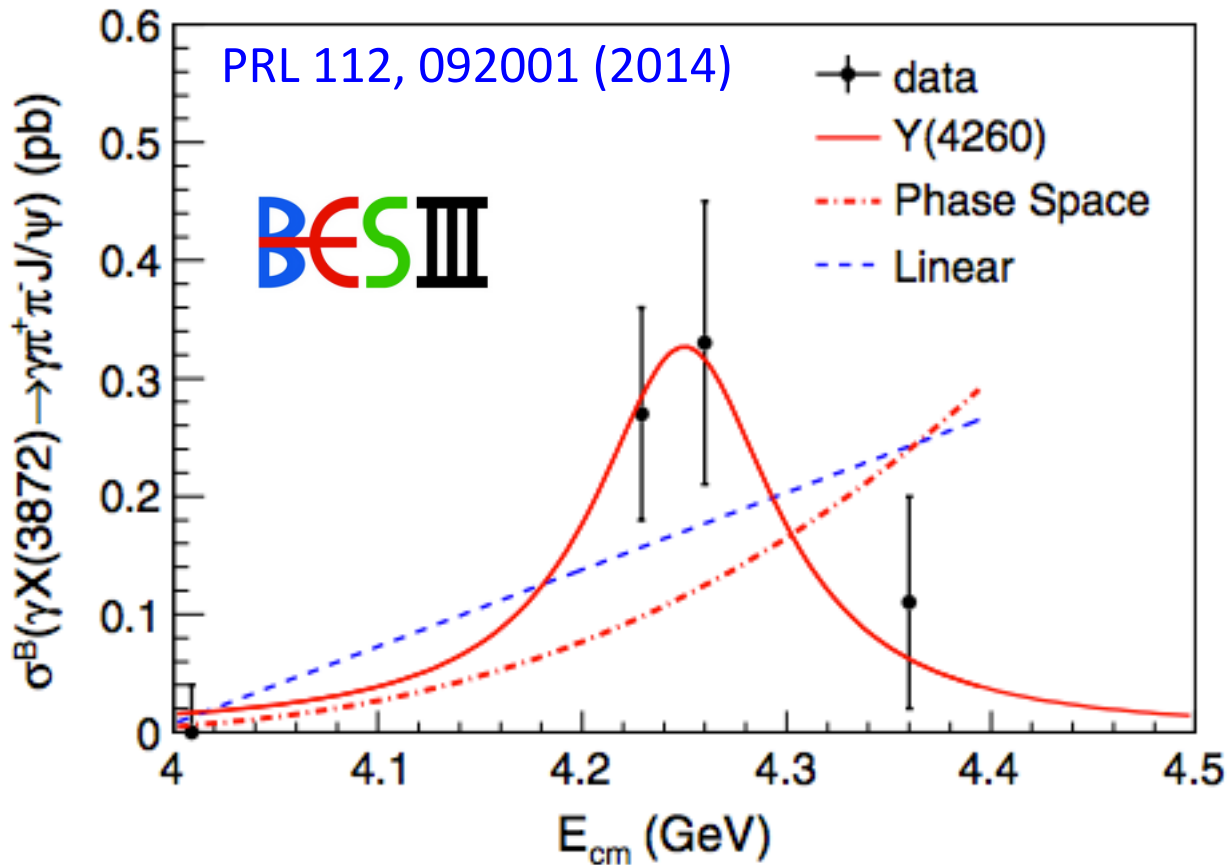 PRL 112, 092001 (2014)
data
Y(4260)
Phase Space
Linear
BESIII
σᴮ(γX(3872)→γπ⁺π⁻J/ψ) (pb)
0.6
0.5
0.4
0.3
0.2
0.1
0
4
4.1
4.2
4.3
4.4
4.5
E_cm (GeV)